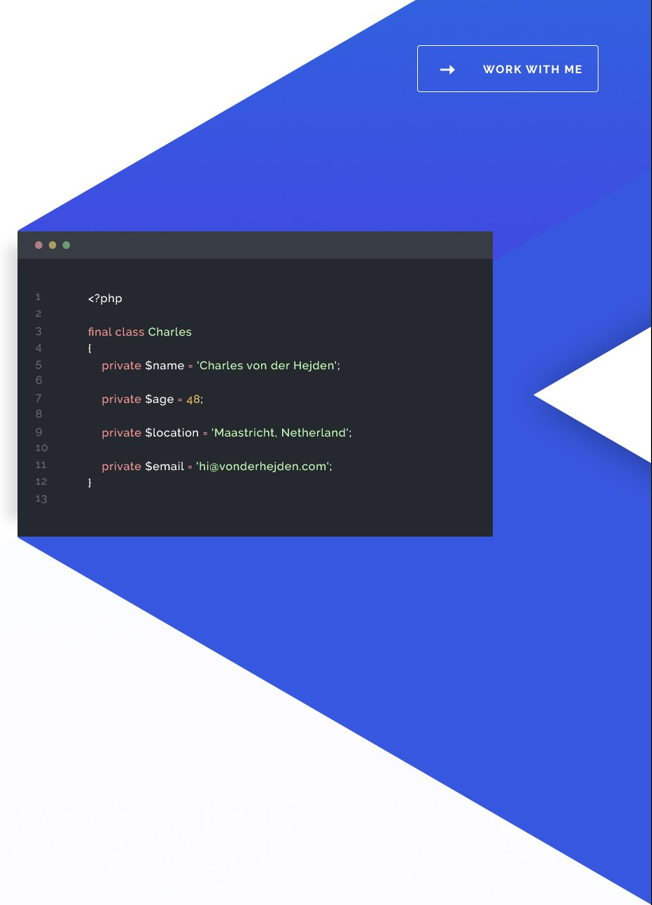 → WORK WITH ME
1 <?php
2
3 final class Charles
4 {
5 private $name = 'Charles von der Hejden';
6
7 private $age = 48;
8
9 private $location = 'Maastricht, Netherland';
10
11 private $email = 'hi@vonderhejden.com';
12 }
13